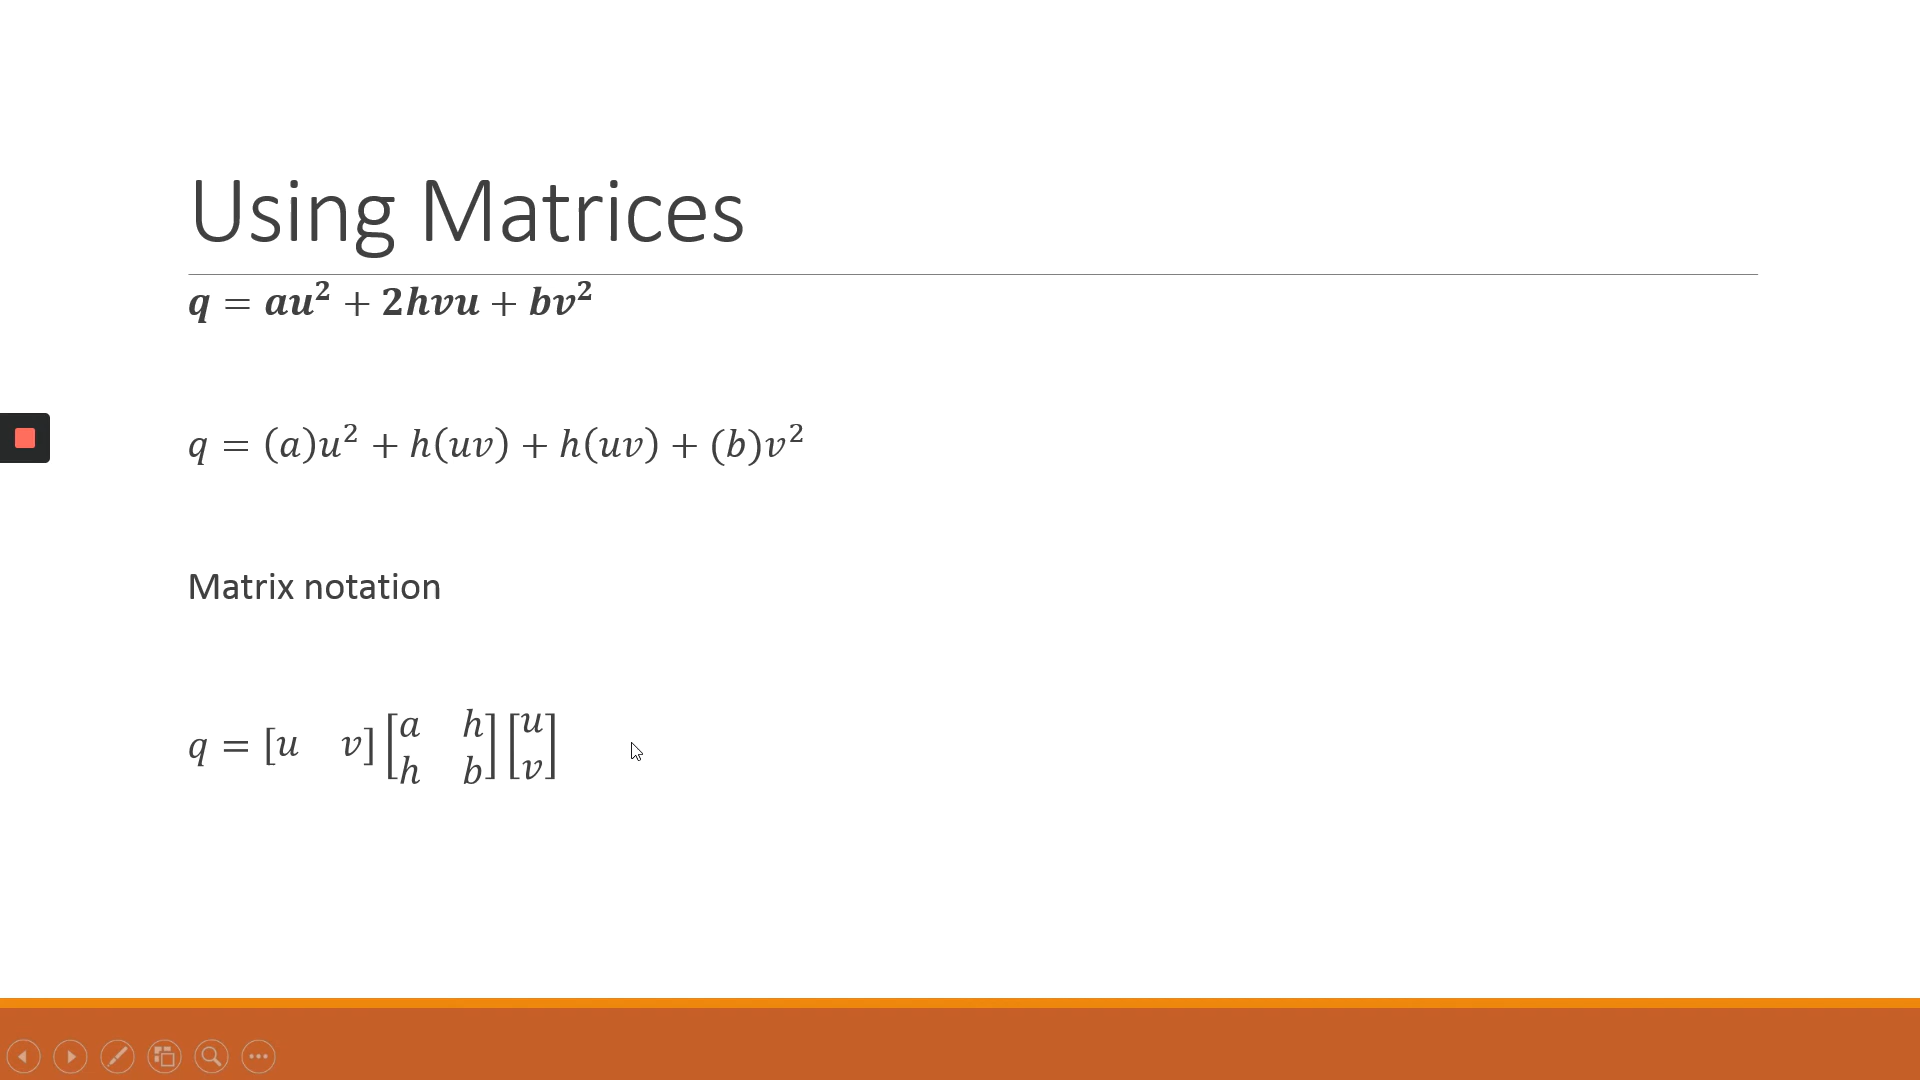 Using Matrices
𝒒 = 𝒂𝒖² + 𝟐𝒉𝒗𝒖 + 𝒃𝒗²
𝑞 = (𝑎)𝑢² + ℎ(𝑢𝑣) + ℎ(𝑢𝑣) + (𝑏)𝑣²
Matrix notation
𝑞 = [𝑢 𝑣] [𝑎 ℎ; ℎ 𝑏] [𝑢; 𝑣]